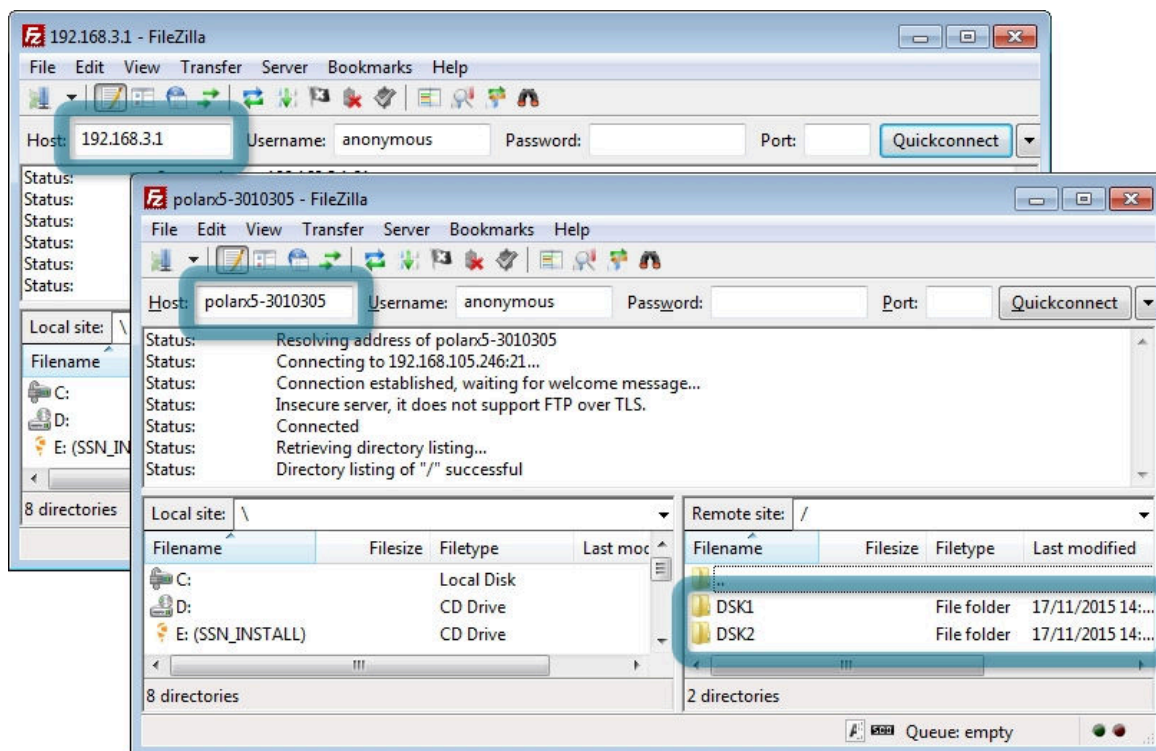 192.168.3.1 - FileZilla
File Edit View Transfer Server Bookmarks Help
Host: 192.168.3.1 Username: anonymous Password: Port: Quickconnect
Status:
Status:
Status:
Status:
Status:
Status:
Local site: \
Filename
C:
D:
E: (SSN_IN
8 directories
polarx5-3010305 - FileZilla
File Edit View Transfer Server Bookmarks Help
Host: polarx5-3010305 Username: anonymous Password: Port: Quickconnect
Status: Resolving address of polarx5-3010305
Status: Connecting to 192.168.105.246:21...
Status: Connection established, waiting for welcome message...
Status: Insecure server, it does not support FTP over TLS.
Status: Connected
Status: Retrieving directory listing...
Status: Directory listing of "/" successful
Local site: \ Remote site: /
Filename Filesize Filetype Last moc Filename Filesize Filetype Last modified
C: Local Disk ..
D: CD Drive DSK1 File folder 17/11/2015 14:...
E: (SSN_INSTALL) CD Drive DSK2 File folder 17/11/2015 14:...
8 directories 2 directories
Queue: empty